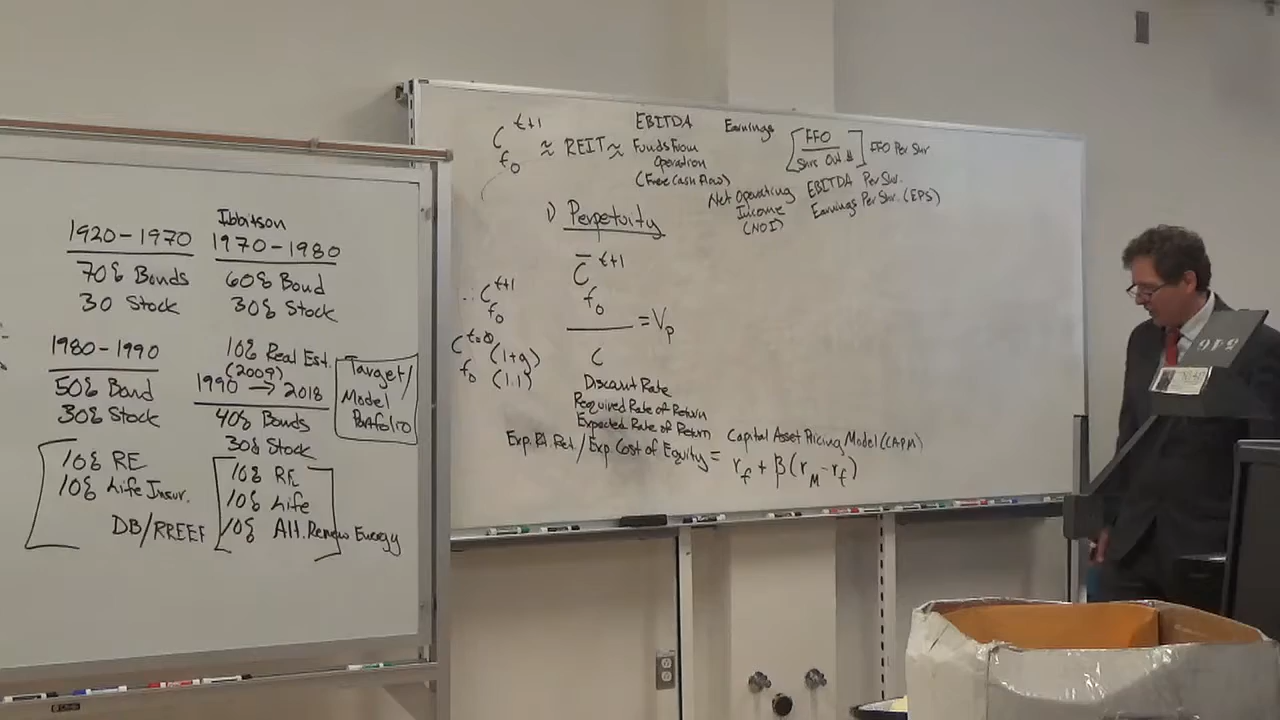 1920-1970
70% Bonds
30 Stock
Ibbitson
1970-1980
60% Bond
30% Stock
10% Real Est.
1980-1990
50% Bond
30% Stock
10% RE
10% Life Insur.
DB/RREEF
(2009)
1990 → 2018
40% Bonds
30% Stock
10% RE
10% Life
10% Alt. Renew Energy
Target/
Model
Portfolio
C t+1
f0
≈ REIT ≈
EBITDA
Funds From
Operation
(Free Cash Flow)
Earnings
Net Operating
Income
(NOI)
[FFO
Shrs Out]
FFO Per Shr
EBITDA Per Shr.
Earnings Per Shr. (EPS)
1) Perpetuity
C̄ t+1
f0
= Vp
C
∴ C t+1
f0
(1+g)
f0 (1.1)
Discount Rate
Required Rate of Return
Expected Rate of Return
/Exp. Cost of Equity =
Capital Asset Pricing Model (CAPM)
rf + β(rM - rf)